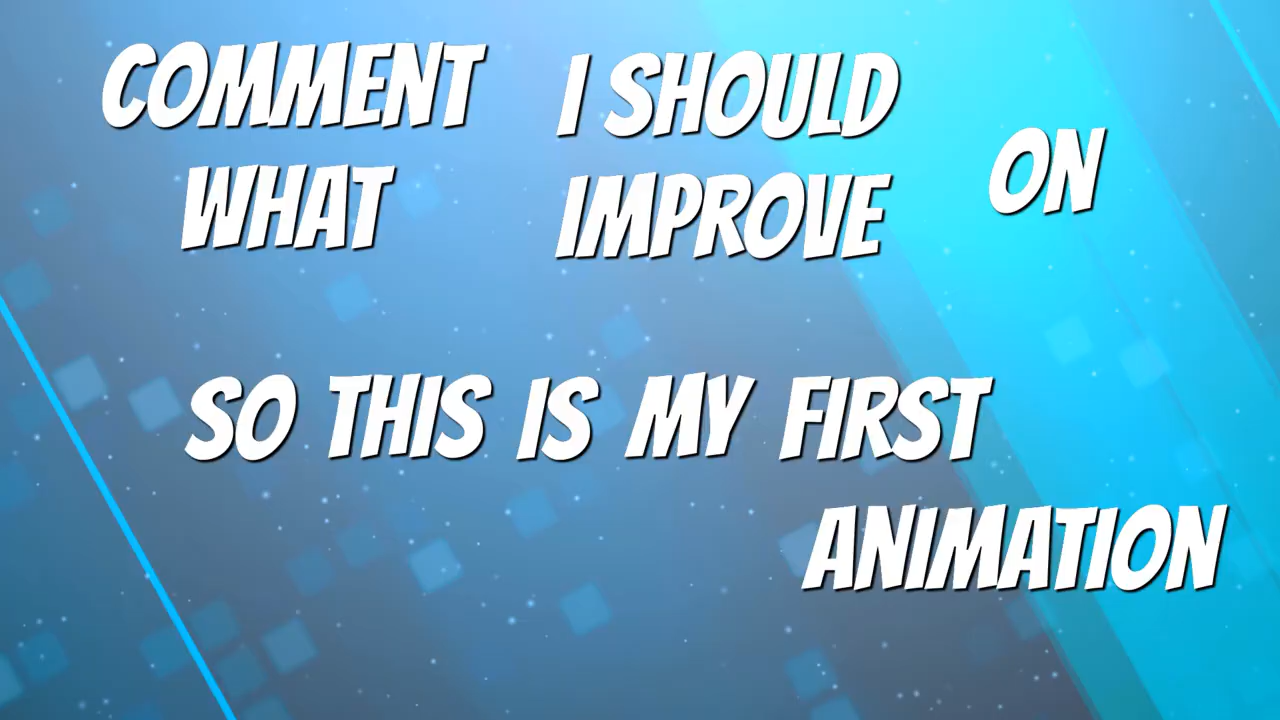 COMMENT
WHAT
I SHOULD
IMPROVE
ON
SO THIS IS MY FIRST
ANIMATION